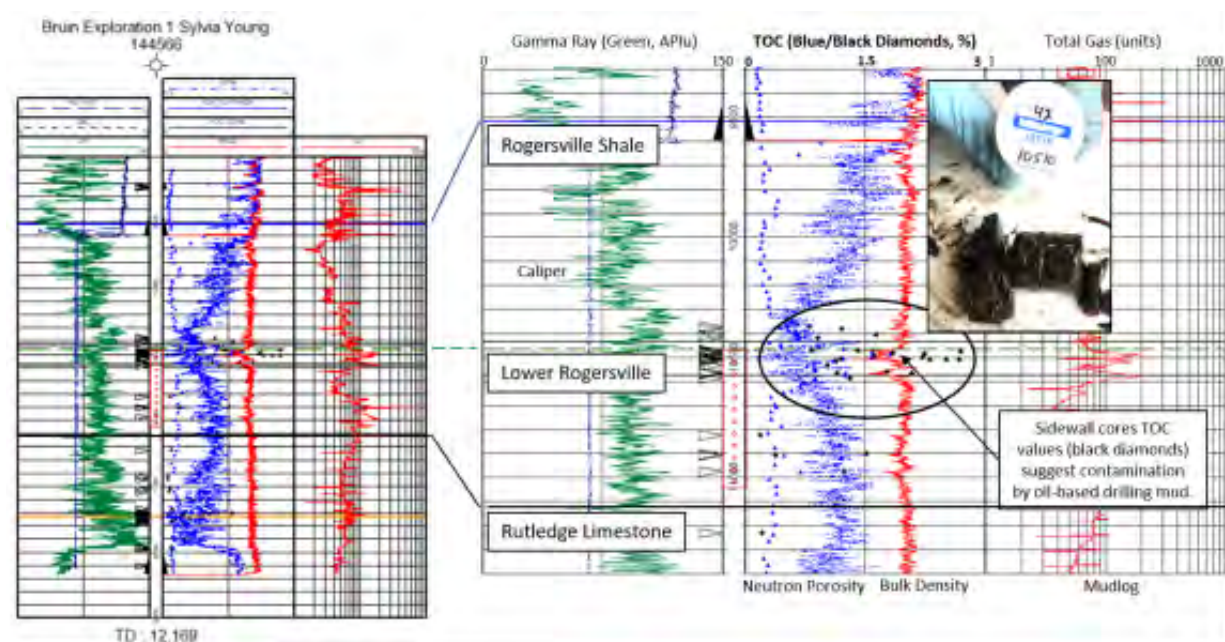 Bruin Exploration 1 Sylvia Young
144566
TD : 12,169
Gamma Ray (Green, APIu)
0
150
TOC (Blue/Black Diamonds, %)
0
1.5
3
Total Gas (units)
1
100
1000
Rogersville Shale
Caliper
Lower Rogersville
Rutledge Limestone
43
10510
Sidewall cores TOC
values (black diamonds)
suggest contamination
by oil-based drilling mud.
Neutron Porosity
Bulk Density
Mudlog